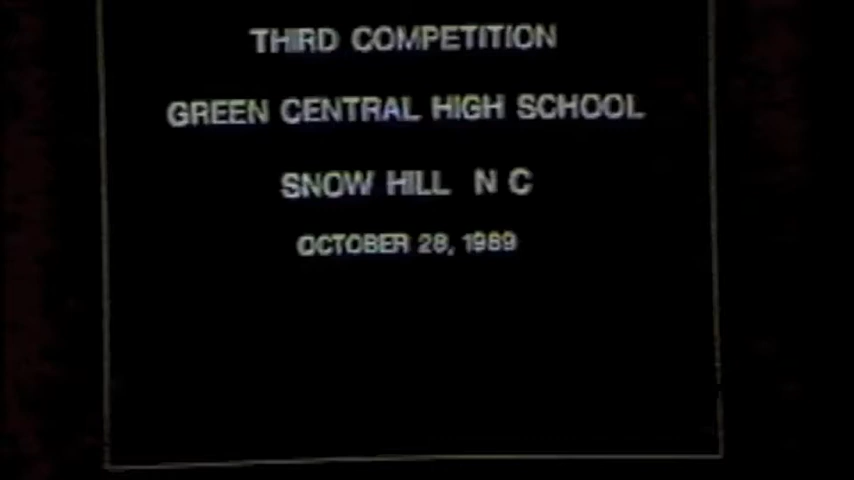 THIRD COMPETITION
GREEN CENTRAL HIGH SCHOOL
SNOW HILL N C
OCTOBER 28, 1989